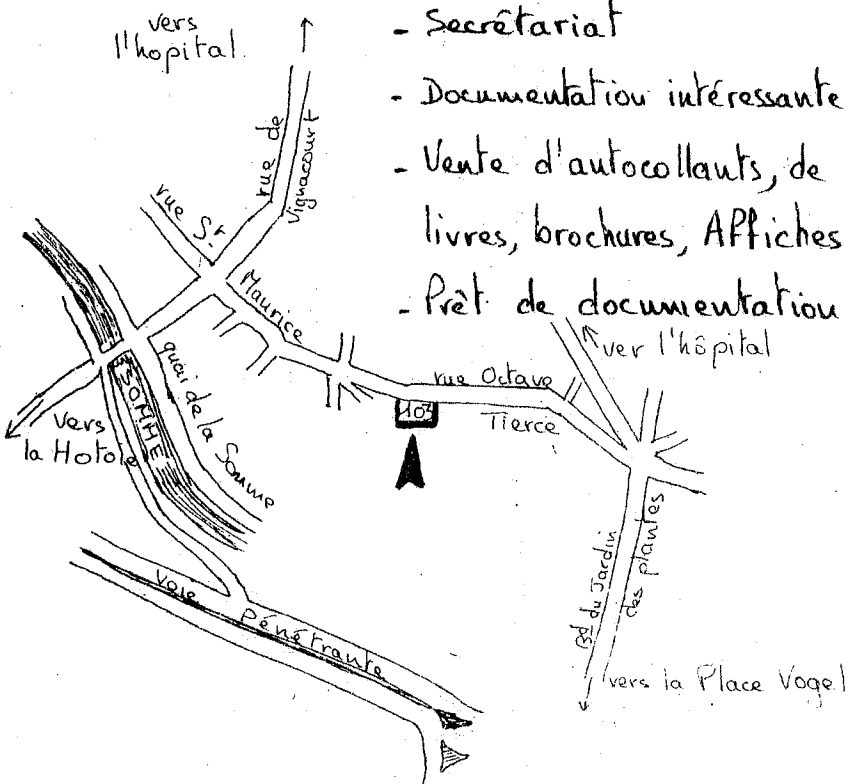 vers
l'hopital
- Secrétariat
- Documentation intéressante
- Vente d'autocollants, de
livres, brochures, Affiches
- Prêt de documentation
rue de
Vignacourt
rue St
Maurice
ver l'hôpital
rue Octave
Tierce
103
quai de la Somme
SOMME
vers
la Hotoie
Bd du Jardin
des plantes
Voie Pénétrante
vers la Place Vogel